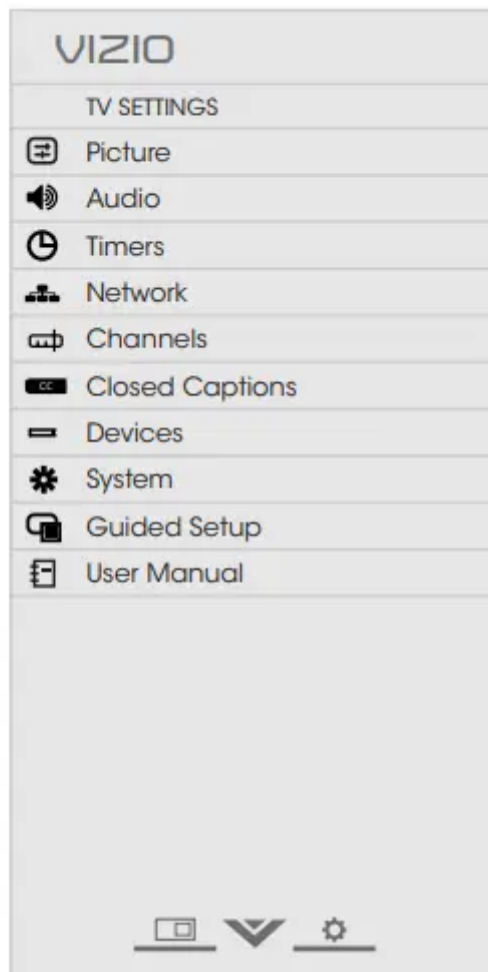 VIZIO
TV SETTINGS
Picture
Audio
Timers
Network
Channels
CC
Closed Captions
Devices
System
Guided Setup
User Manual